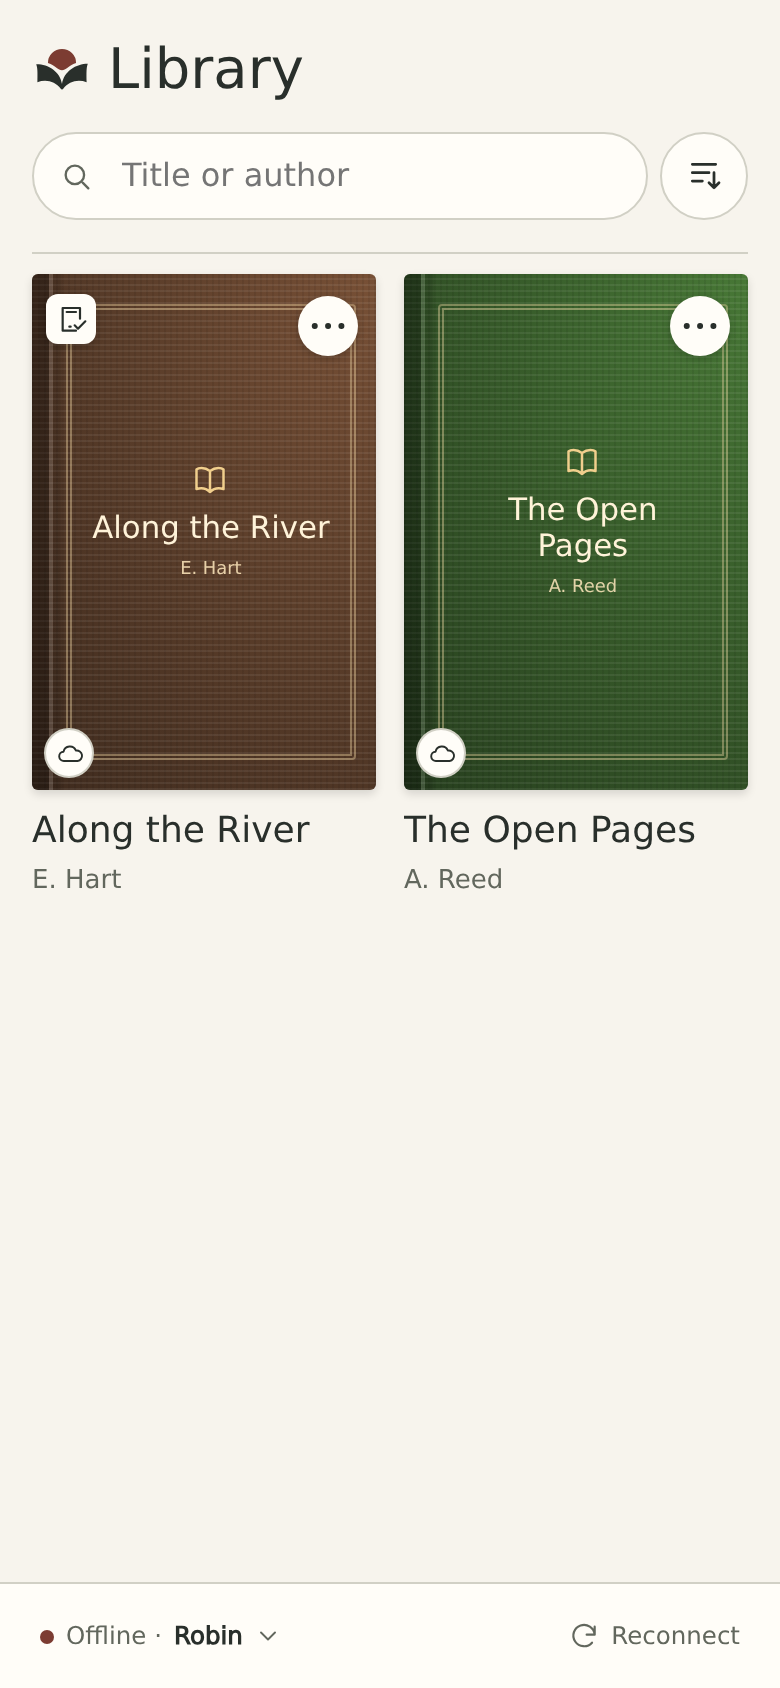 Library
Title or author
Along the River
E. Hart
The Open
Pages
A. Reed
Along the River
E. Hart
The Open Pages
A. Reed
Offline · Robin
Reconnect